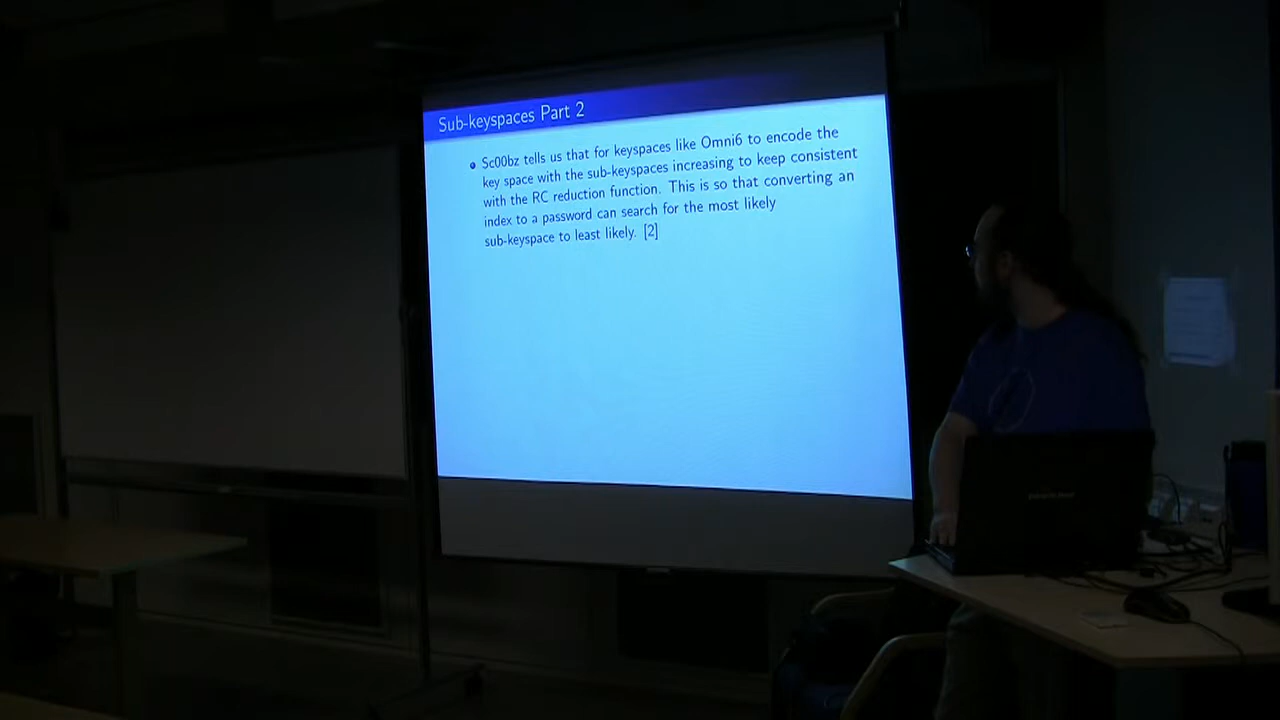 Sub-keyspaces Part 2
Sc00bz tells us that for keyspaces like Omni6 to encode the
key space with the sub-keyspaces increasing to keep consistent
with the RC reduction function. This is so that converting an
index to a password can search for the most likely
sub-keyspace to least likely. [2]